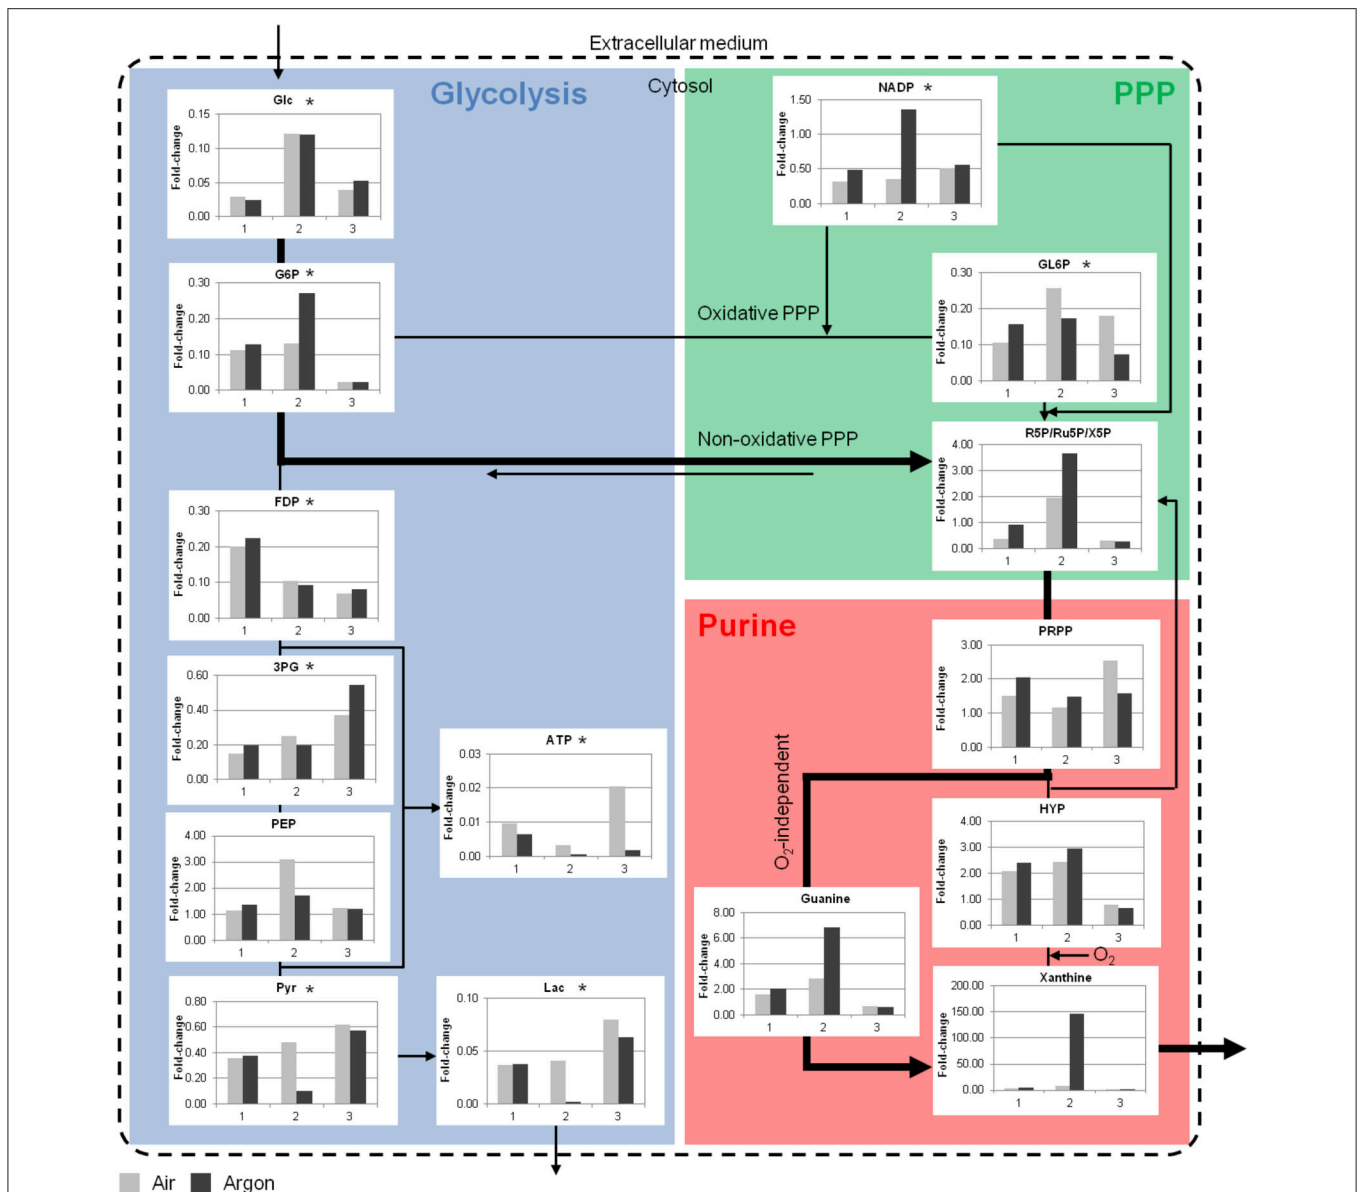 Extracellular medium
Cytosol
Glycolysis
PPP
Glc *
Fold-change
0.15
0.10
0.05
0.00
1 2 3
NADP *
Fold-change
1.50
1.00
0.50
0.00
1 2 3
G6P *
Fold-change
0.30
0.20
0.10
0.00
1 2 3
Oxidative PPP
GL6P *
Fold-change
0.30
0.20
0.10
0.00
1 2 3
Non-oxidative PPP
R5P/Ru5P/X5P
Fold-change
4.00
3.00
2.00
1.00
0.00
1 2 3
FDP *
Fold-change
0.30
0.20
0.10
0.00
1 2 3
3PG *
Fold-change
0.60
0.40
0.20
0.00
1 2 3
ATP *
Fold-change
0.03
0.02
0.01
0.00
1 2 3
PEP
Fold-change
4.00
3.00
2.00
1.00
0.00
1 2 3
Pyr *
Fold-change
0.80
0.60
0.40
0.20
0.00
1 2 3
Lac *
Fold-change
0.10
0.05
0.00
1 2 3
Purine
PRPP
Fold-change
3.00
2.00
1.00
0.00
1 2 3
O2-independent
HYP
Fold-change
4.00
3.00
2.00
1.00
0.00
1 2 3
O2
Guanine
Fold-change
8.00
6.00
4.00
2.00
0.00
1 2 3
Xanthine
Fold-change
200.00
150.00
100.00
50.00
0.00
1 2 3
Air Argon